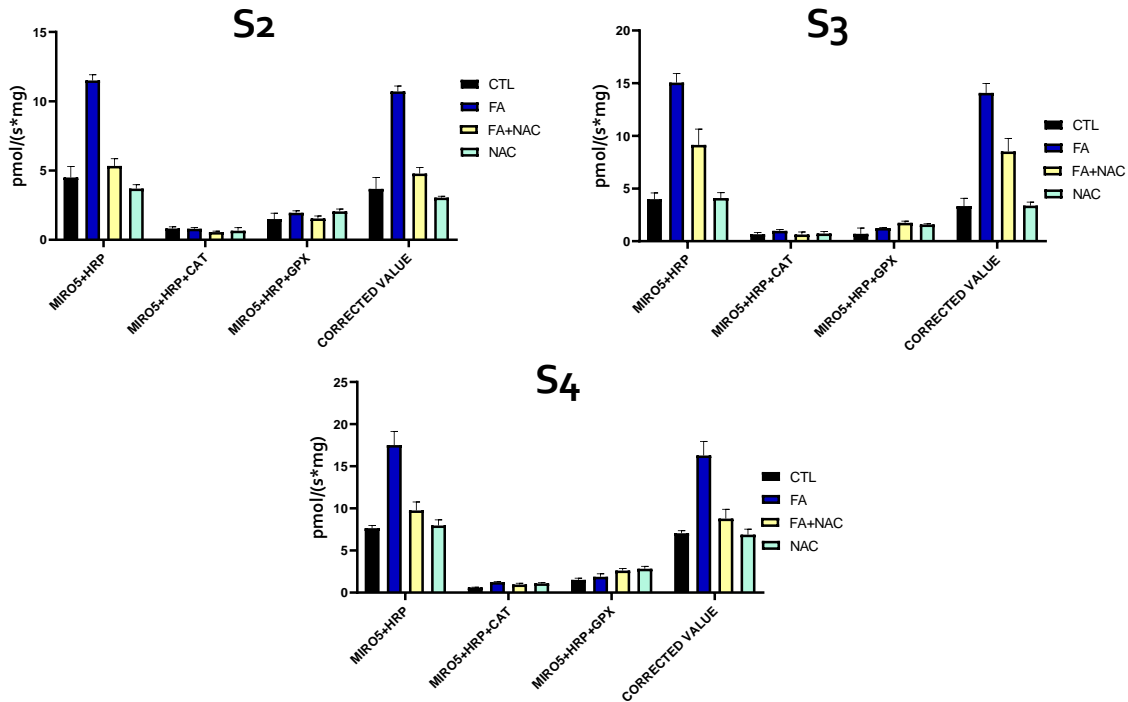 S2
15
10
5
0
pmol/(s*mg)
CTL
FA
FA+NAC
NAC
MIRO5+HRP
MIRO5+HRP+CAT
MIRO5+HRP+GPX
CORRECTED VALUE
S3
20
15
10
5
0
pmol/(s*mg)
CTL
FA
FA+NAC
NAC
MIRO5+HRP
MIRO5+HRP+CAT
MIRO5+HRP+GPX
CORRECTED VALUE
S4
25
20
15
10
5
0
pmol/(s*mg)
CTL
FA
FA+NAC
NAC
MIRO5+HRP
MIRO5+HRP+CAT
MIRO5+HRP+GPX
CORRECTED VALUE